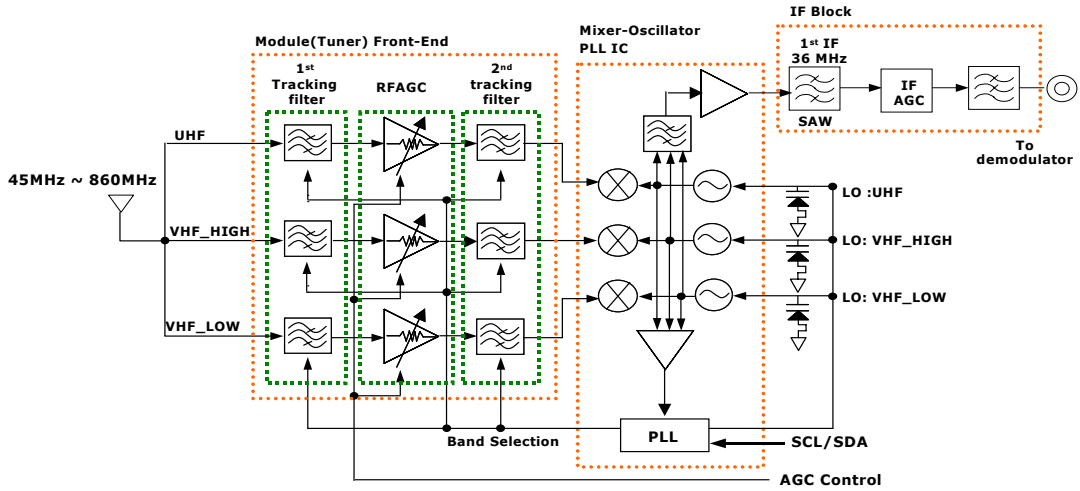 IF Block
Mixer-Oscillator
PLL IC
Module(Tuner) Front-End
1st IF
36 MHz
1st
Tracking
filter
RFAGC
2nd
tracking
filter
IF
AGC
SAW
UHF
To
demodulator
45MHz ~ 860MHz
LO :UHF
VHF_HIGH
LO: VHF_HIGH
LO: VHF_LOW
VHF_LOW
Band Selection
PLL
SCL/SDA
AGC Control